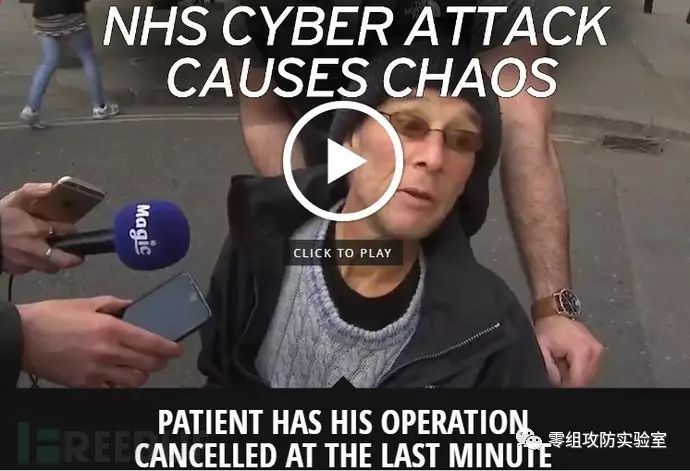 NHS CYBER ATTACK
CAUSES CHAOS
Magic
CLICK TO PLAY
PATIENT HAS HIS OPERATION
CANCELLED AT THE LAST MINUTE
FREEBUF
零组攻防实验室